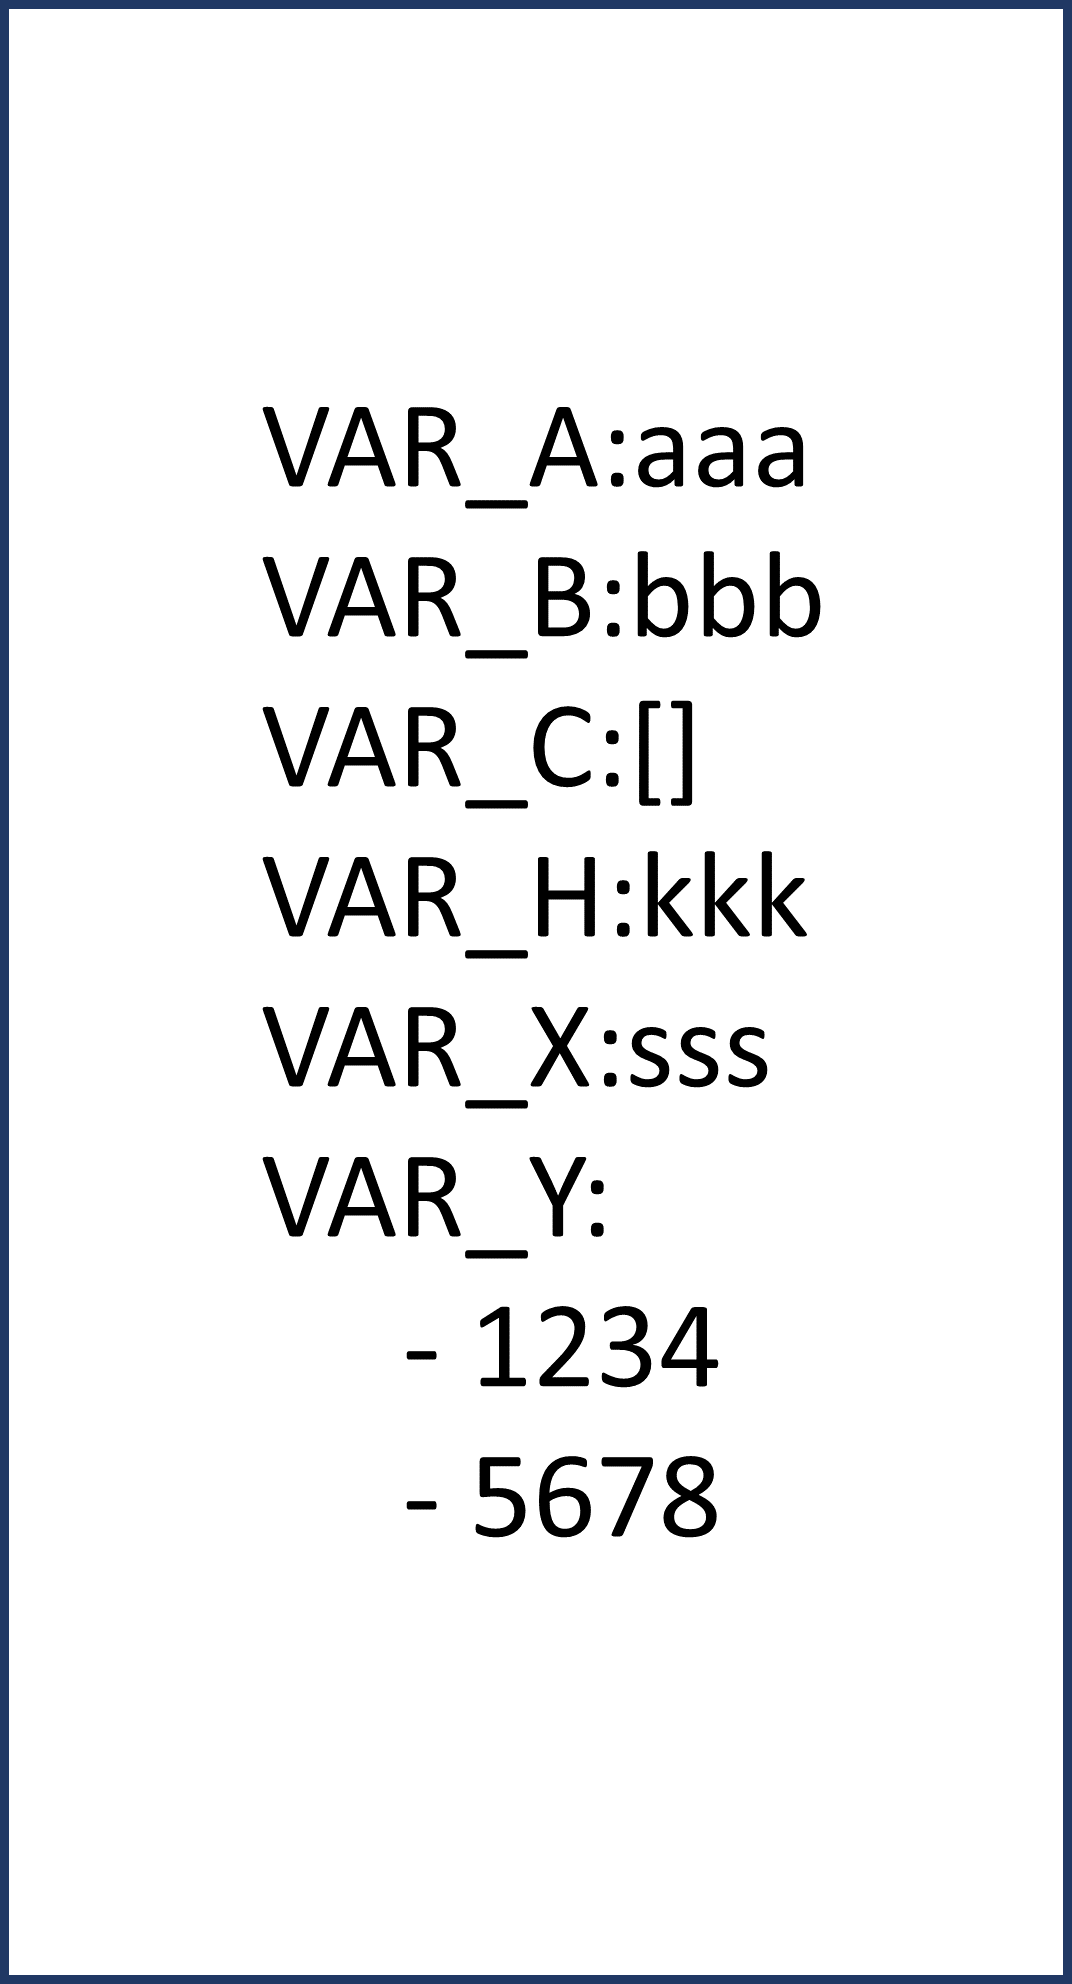 VAR_A:aaa
VAR_B:bbb
VAR_C:[]
VAR_H:kkk
VAR_X:sss
VAR_Y:
- 1234
- 5678